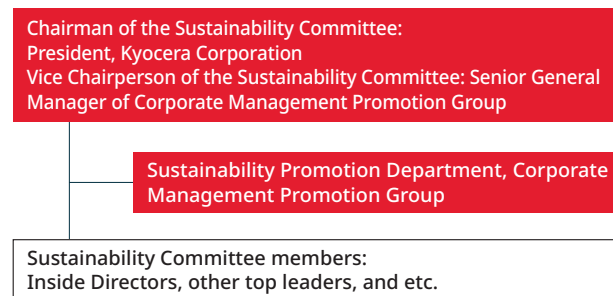 Chairman of the Sustainability Committee:
President, Kyocera Corporation
Vice Chairperson of the Sustainability Committee: Senior General
Manager of Corporate Management Promotion Group
Sustainability Promotion Department, Corporate
Management Promotion Group
Sustainability Committee members:
Inside Directors, other top leaders, and etc.